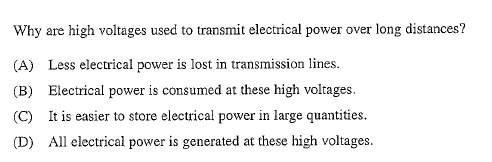 Why are high voltages used to transmit electrical power over long distances?
(A) Less electrical power is lost in transmission lines.
(B) Electrical power is consumed at these high voltages.
(C) It is easier to store electrical power in large quantities.
(D) All electrical power is generated at these high voltages.